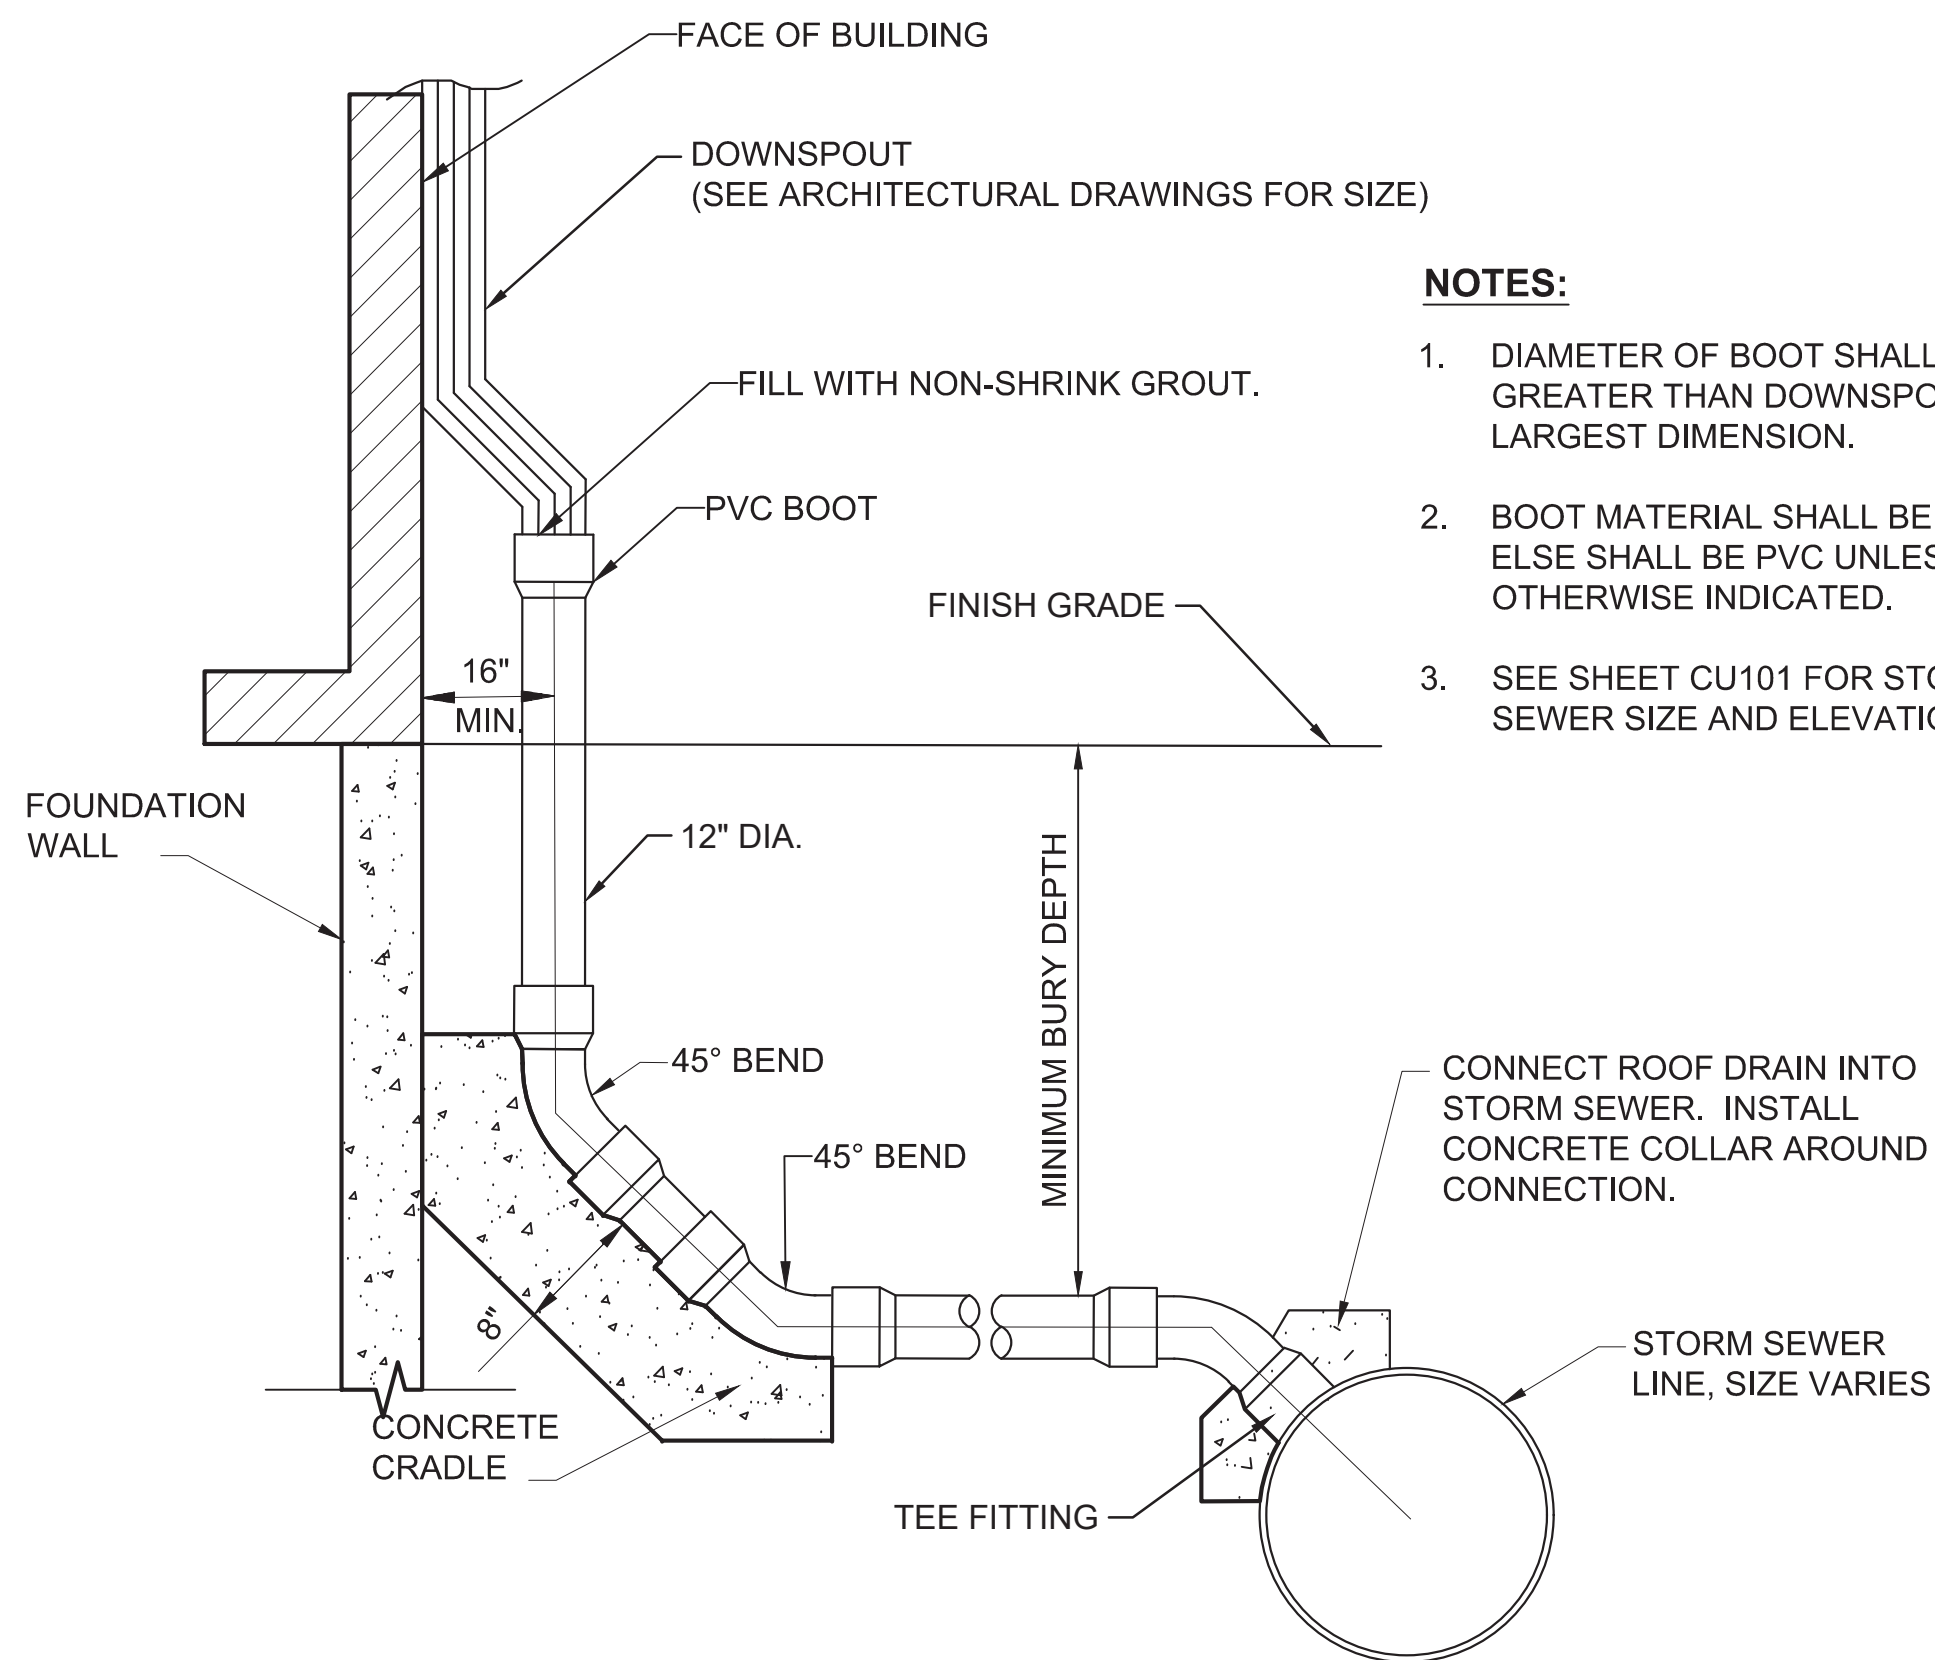 FACE OF BUILDING
DOWNSPOUT
(SEE ARCHITECTURAL DRAWINGS FOR SIZE)
FILL WITH NON-SHRINK GROUT.
PVC BOOT
FINISH GRADE
16"
MIN.
FOUNDATION
WALL
12" DIA.
MINIMUM BURY DEPTH
45° BEND
45° BEND
8"
CONCRETE
CRADLE
TEE FITTING
CONNECT ROOF DRAIN INTO
STORM SEWER. INSTALL
CONCRETE COLLAR AROUND
CONNECTION.
STORM SEWER
LINE, SIZE VARIES
NOTES:
1. DIAMETER OF BOOT SHALL
GREATER THAN
LARGEST DIMENSION.
2. BOOT MATERIAL SHALL BE
ELSE SHALL BE PVC
OTHERWISE INDICATED.
3. SEE SHEET CU101 FOR
SEWER SIZE AND